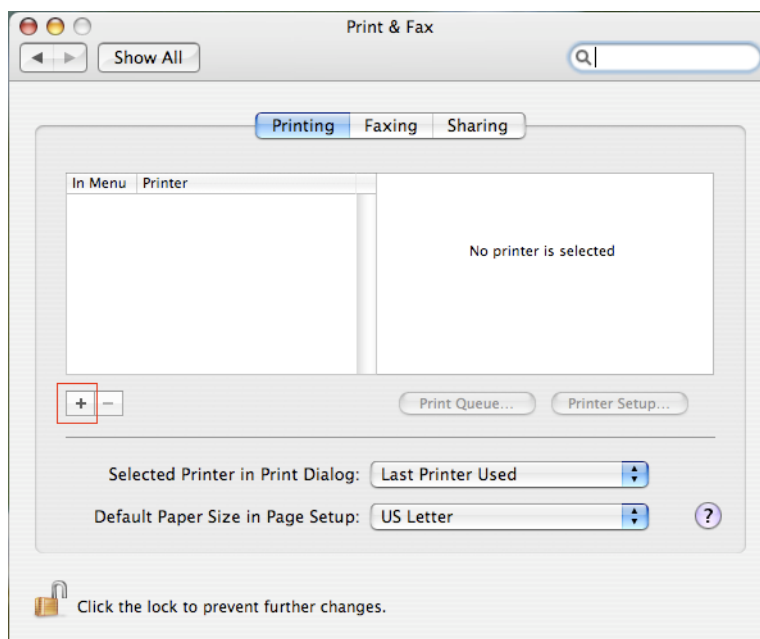 Print & Fax
Show All
Printing Faxing Sharing
In Menu Printer
No printer is selected
+ −
Print Queue... Printer Setup...
Selected Printer in Print Dialog: Last Printer Used
Default Paper Size in Page Setup: US Letter ?
Click the lock to prevent further changes.